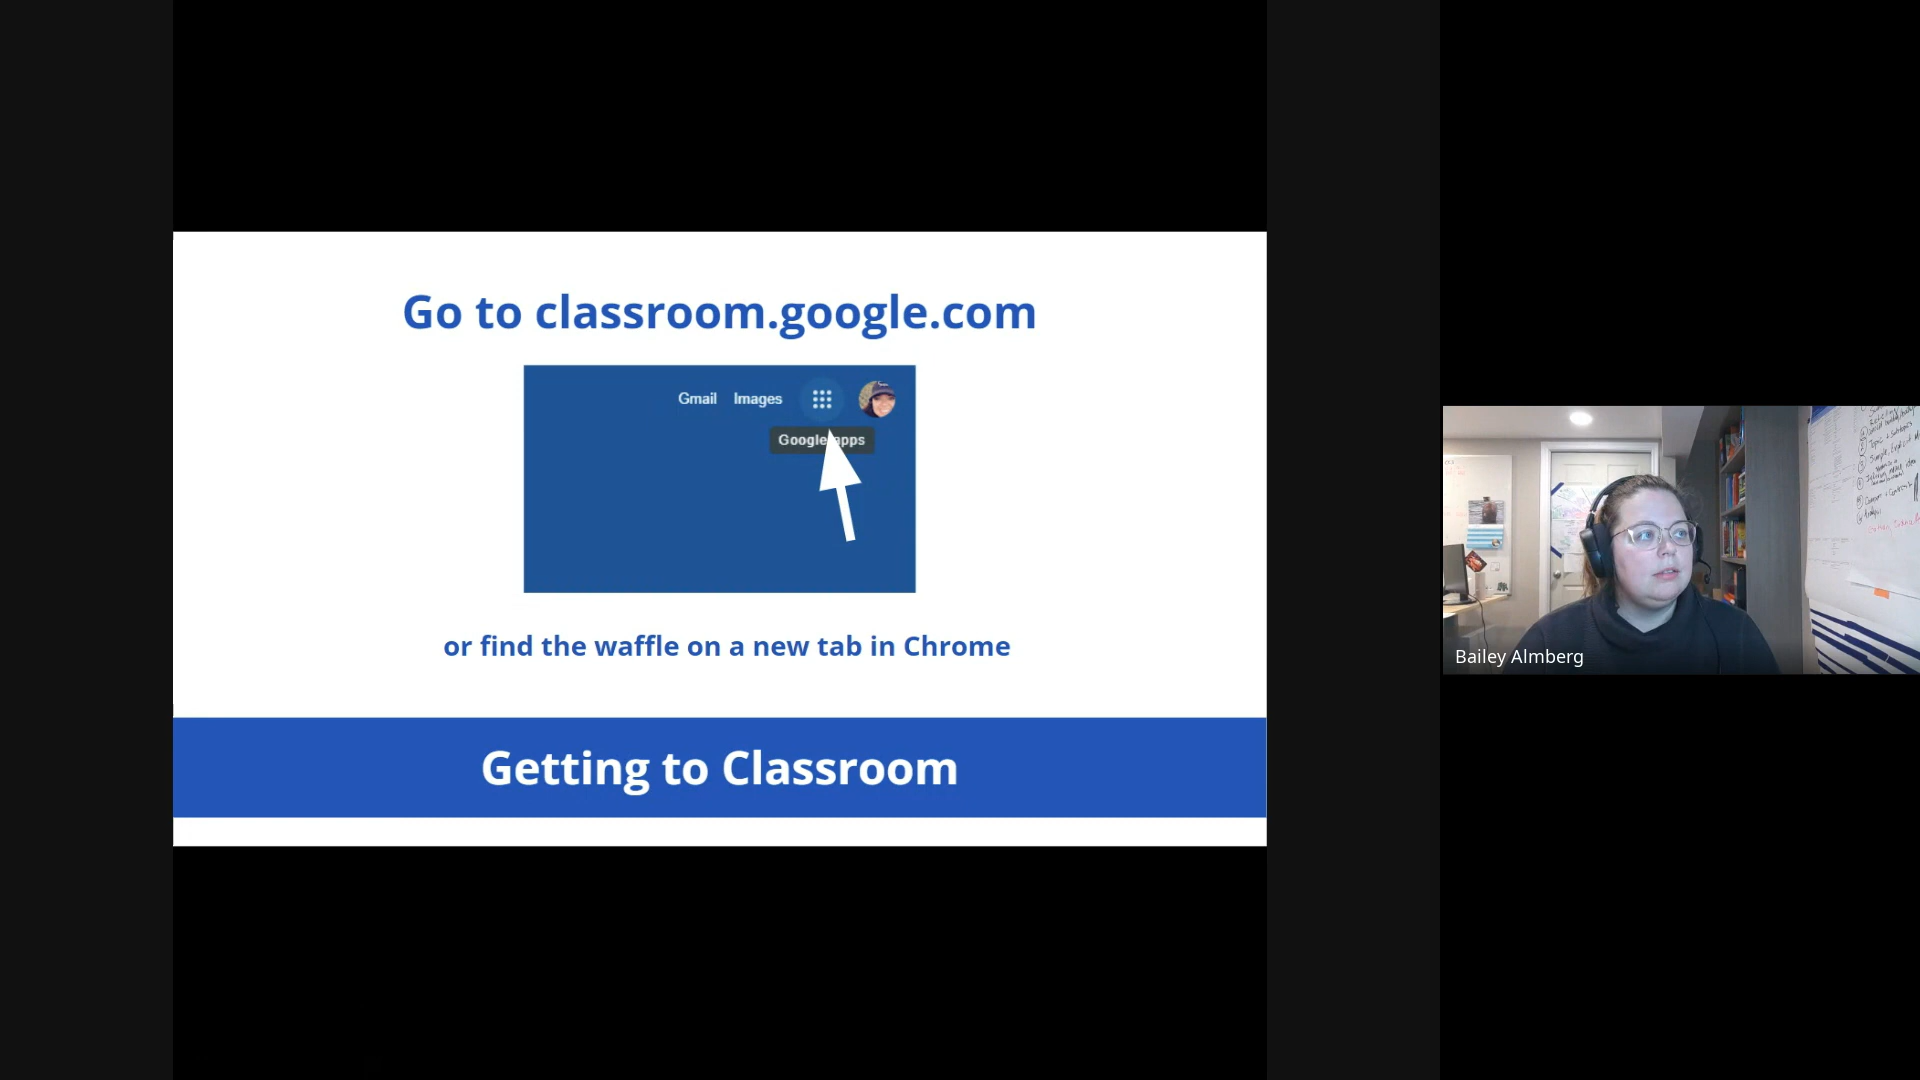 Go to classroom.google.com
Gmail Images
Google apps
or find the waffle on a new tab in Chrome
Getting to Classroom
Bailey Almberg